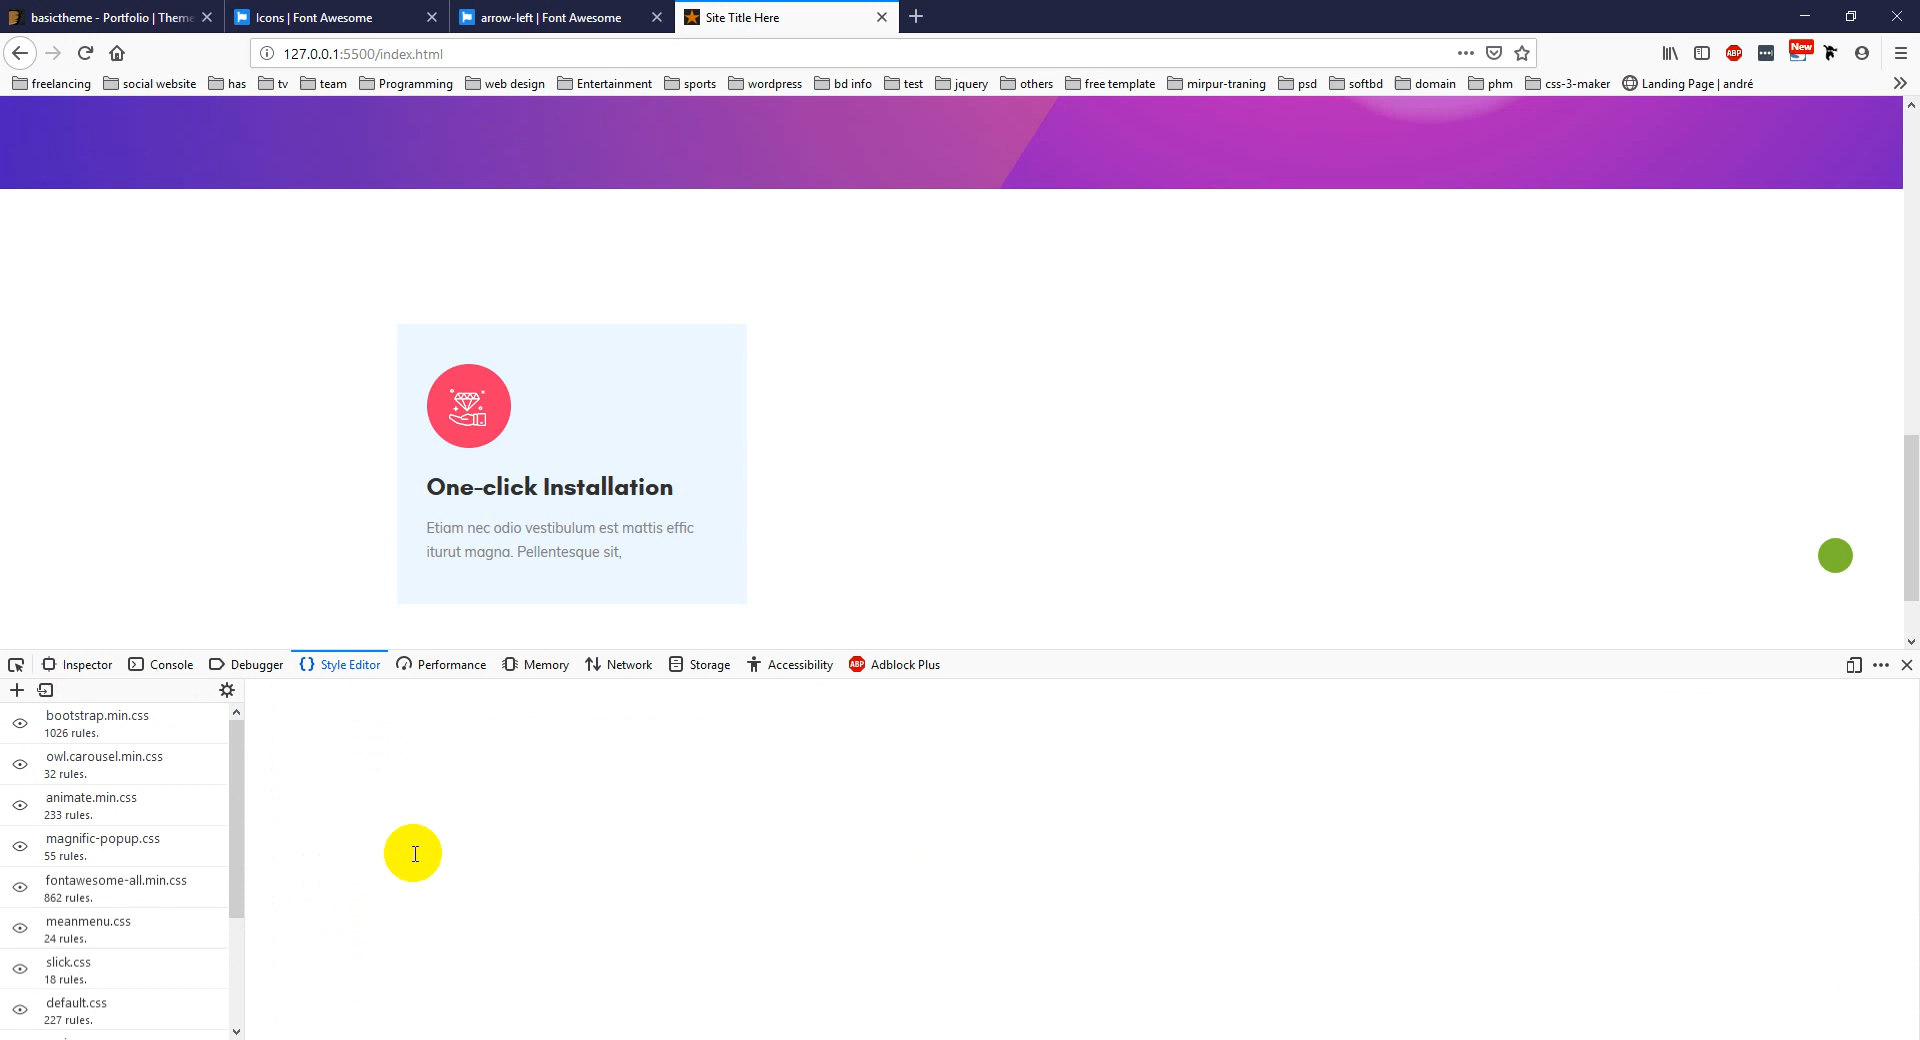 basictheme - Portfolio | Theme
Icons | Font Awesome
arrow-left | Font Awesome
Site Title Here
127.0.0.1:5500/index.html
ABP
New
freelancing
social website
has
tv
team
Programming
web design
Entertainment
sports
wordpress
bd info
test
jquery
others
free template
mirpur-traning
psd
softbd
domain
phm
css-3-maker
Landing Page | andré
One-click Installation
Etiam nec odio vestibulum est mattis effic
iturut magna. Pellentesque sit,
Inspector
Console
Debugger
Style Editor
Performance
Memory
Network
Storage
Accessibility
ABP
Adblock Plus
bootstrap.min.css
1026 rules.
owl.carousel.min.css
32 rules.
animate.min.css
233 rules.
magnific-popup.css
55 rules.
fontawesome-all.min.css
862 rules.
meanmenu.css
24 rules.
slick.css
18 rules.
default.css
227 rules.